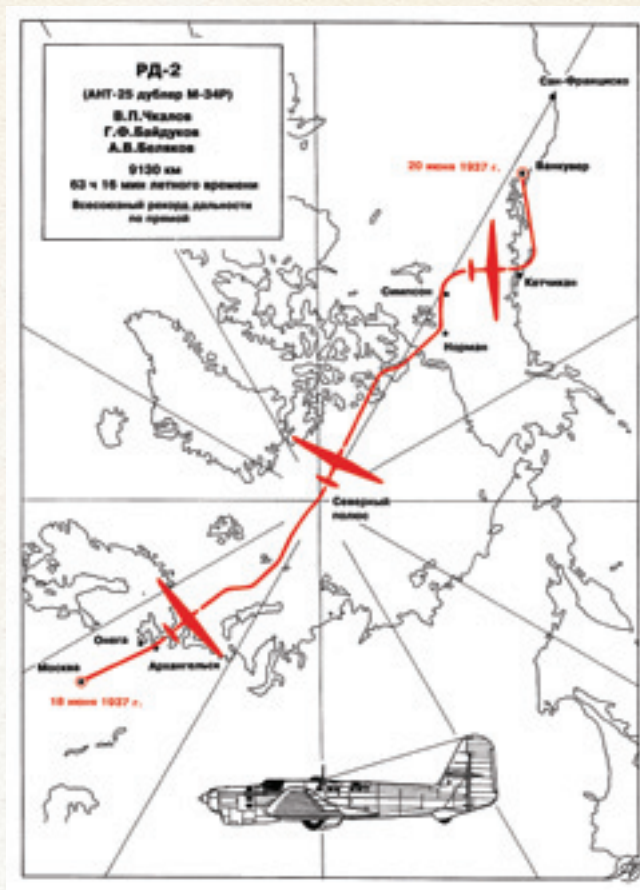 РД-2
(АНТ-25 дублер М-34Р)
В.П.Чкалов
Г.Ф.Байдуков
А.В.Беляков
9130 км
63 ч 16 мин летного времени
Всесоюзный рекорд дальности
по прямой
Сан-Франциско
20 июня 1937 г.
Ванкувер
Симпсон
Кетчикан
Норман
Северный
полюс
Онега
Архангельск
Москва
18 июня 1937 г.